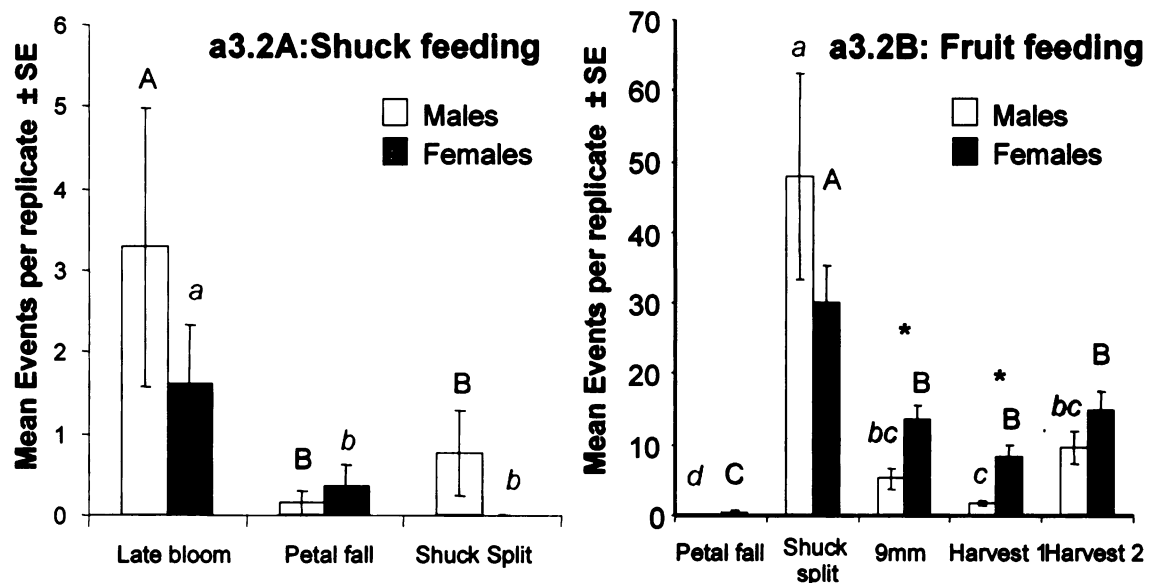 a3.2A:Shuck feeding
Mean Events per replicate ± SE
6
5
4
3
2
1
0
Males
Females
A
a
B
b
B
b
Late bloom
Petal fall
Shuck Split
a3.2B: Fruit feeding
Mean Events per replicate ± SE
70
60
50
40
30
20
10
0
Males
Females
d
C
a
A
bc
*
B
c
*
B
bc
B
Petal fall
Shuck
split
9mm
Harvest 1
Harvest 2